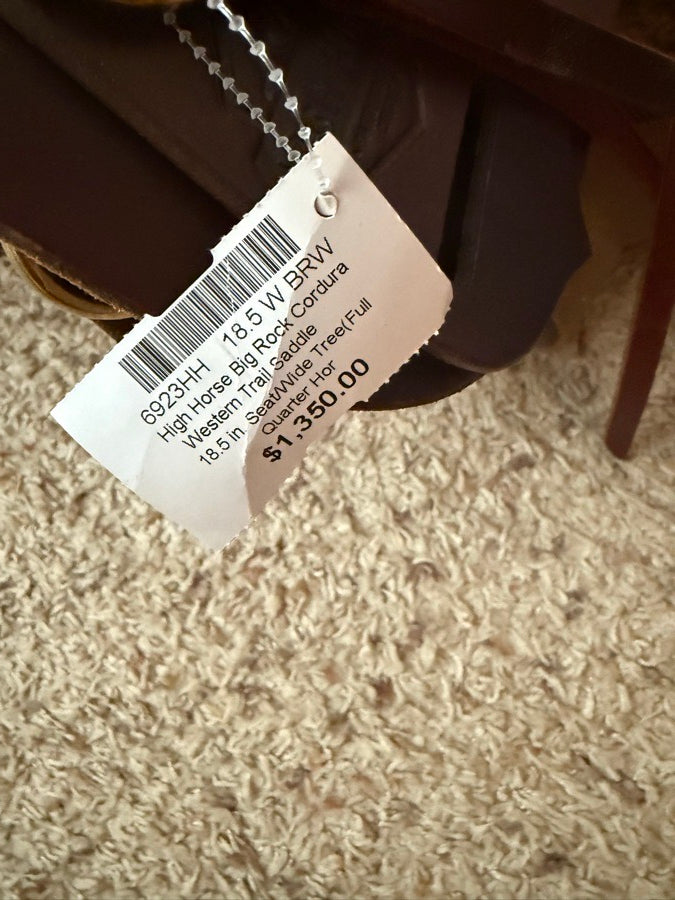 6923HH 18.5 W BRW
High Horse Big Rock Cordura
Western Trail Saddle
18.5 in. Seat/Wide Tree(Full
Quarter Hor
$1,350.00